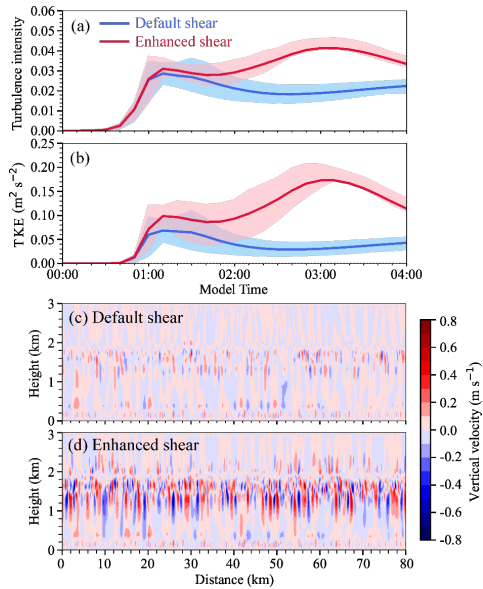 0.06
(a)
Default shear
Enhanced shear
0.05
0.04
0.03
0.02
0.01
0.00
Turbulence intensity
0.25
(b)
0.20
0.15
0.10
0.05
0.00
TKE (m² s⁻²)
00:00 01:00 02:00 03:00 04:00
Model Time
3
(c) Default shear
2
1
0
Height (km)
3
(d) Enhanced shear
2
1
0
Height (km)
0 10 20 30 40 50 60 70 80
Distance (km)
0.8
0.6
0.4
0.2
0.0
-0.2
-0.4
-0.6
-0.8
Vertical velocity (m s⁻¹)